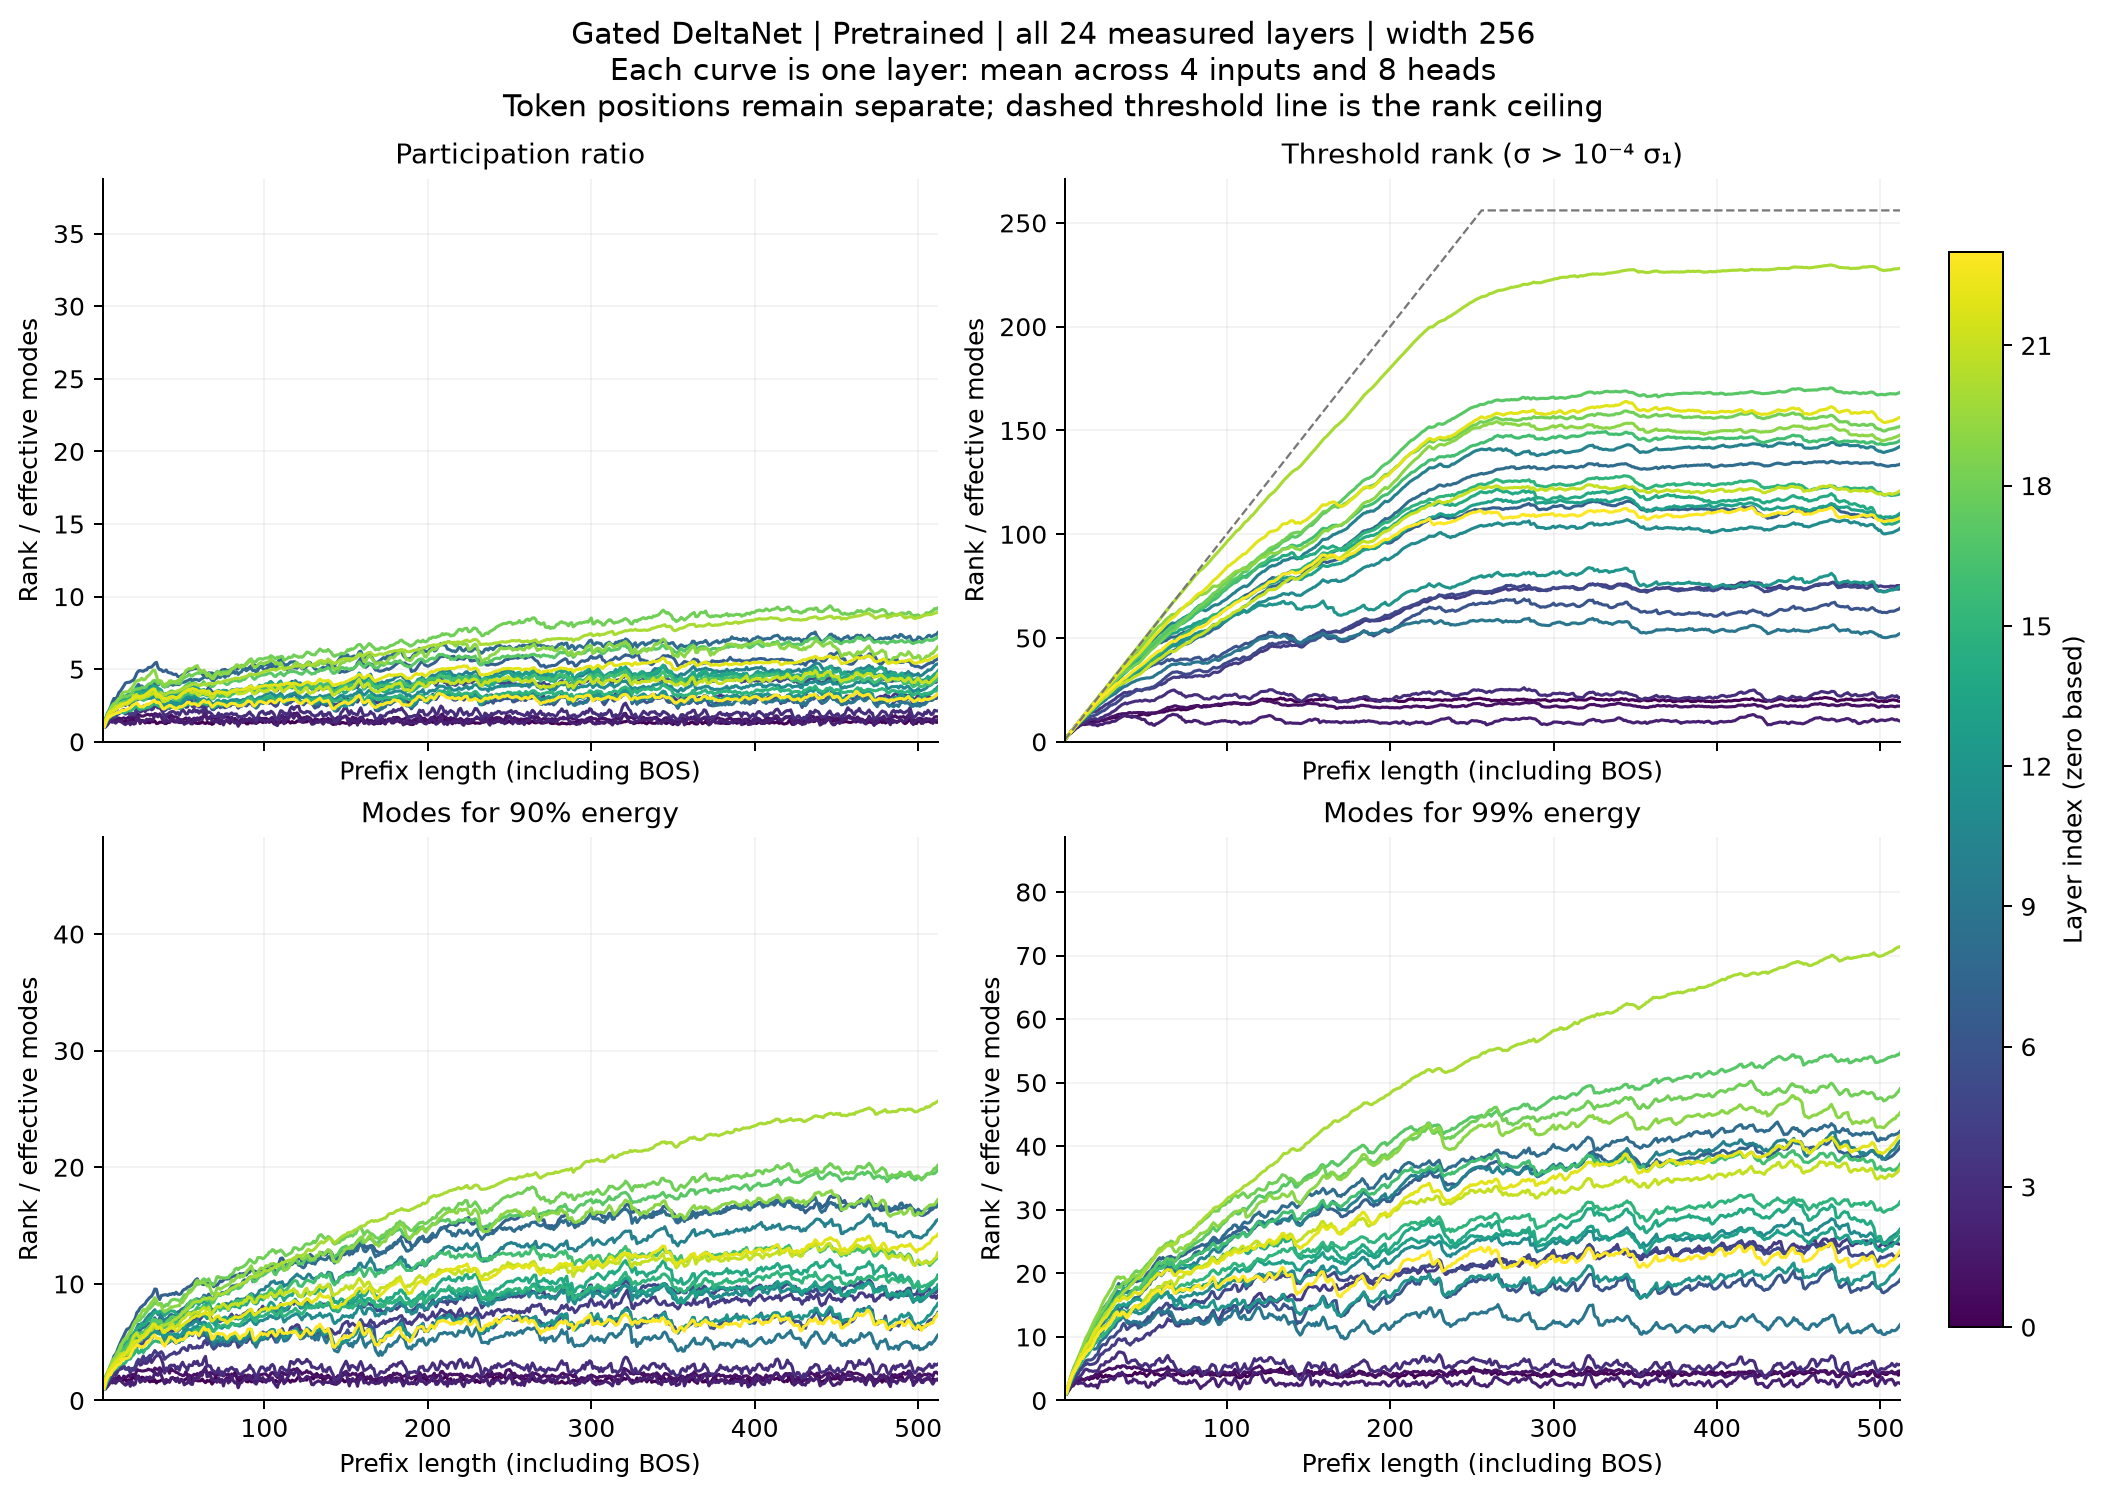 Gated DeltaNet | Pretrained | all 24 measured layers | width 256
Each curve is one layer: mean across 4 inputs and 8 heads
Token positions remain separate; dashed threshold line is the rank ceiling
Participation ratio
Rank / effective modes
35
30
25
20
15
10
5
0
Prefix length (including BOS)
Threshold rank (σ > 10⁻⁴ σ₁)
Rank / effective modes
250
200
150
100
50
0
Prefix length (including BOS)
Modes for 90% energy
Rank / effective modes
40
30
20
10
0
100 200 300 400 500
Prefix length (including BOS)
Modes for 99% energy
Rank / effective modes
80
70
60
50
40
30
20
10
0
100 200 300 400 500
Prefix length (including BOS)
21
18
15
12
9
6
3
0
Layer index (zero based)